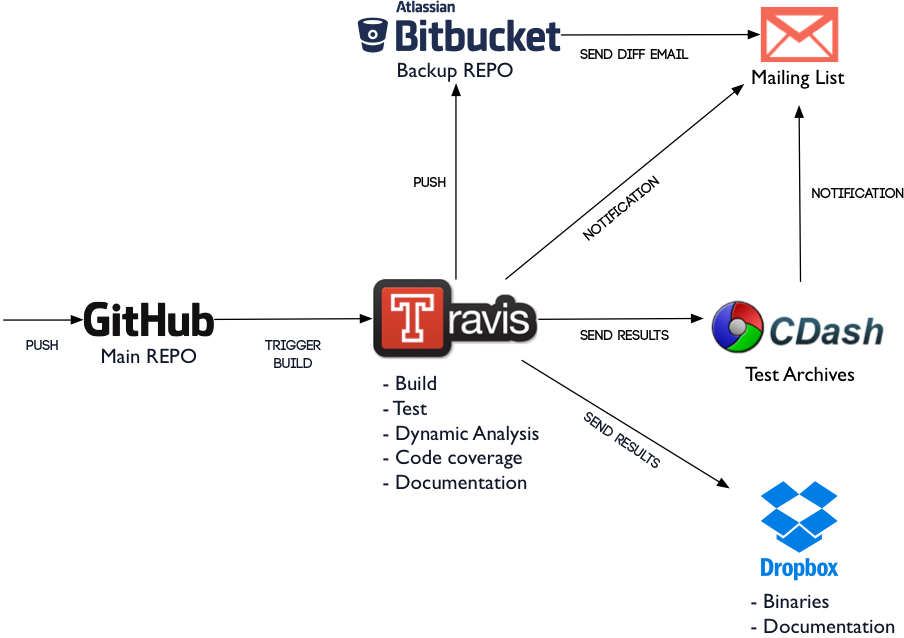 Atlassian
Bitbucket
Backup REPO
SEND DIFF EMAIL
Mailing List
PUSH
NOTIFICATION
NOTIFICATION
GitHub
Main REPO
PUSH
TRIGGER
BUILD
Travis
SEND RESULTS
CDash
Test Archives
- Build
- Test
- Dynamic Analysis
- Code coverage
- Documentation
SEND RESULTS
Dropbox
- Binaries
- Documentation